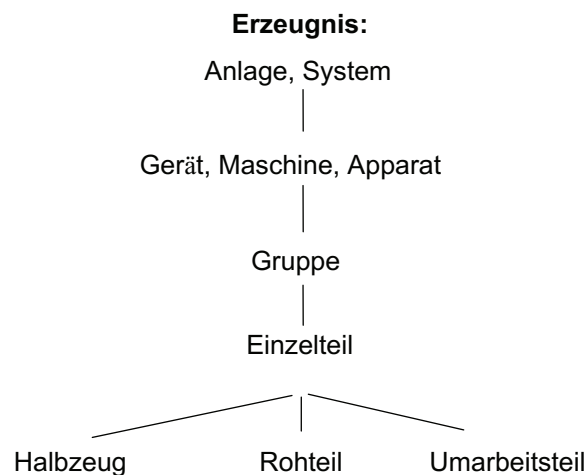 Erzeugnis:
Anlage, System
Gerät, Maschine, Apparat
Gruppe
Einzelteil
Halbzeug Rohteil Umarbeitsteil